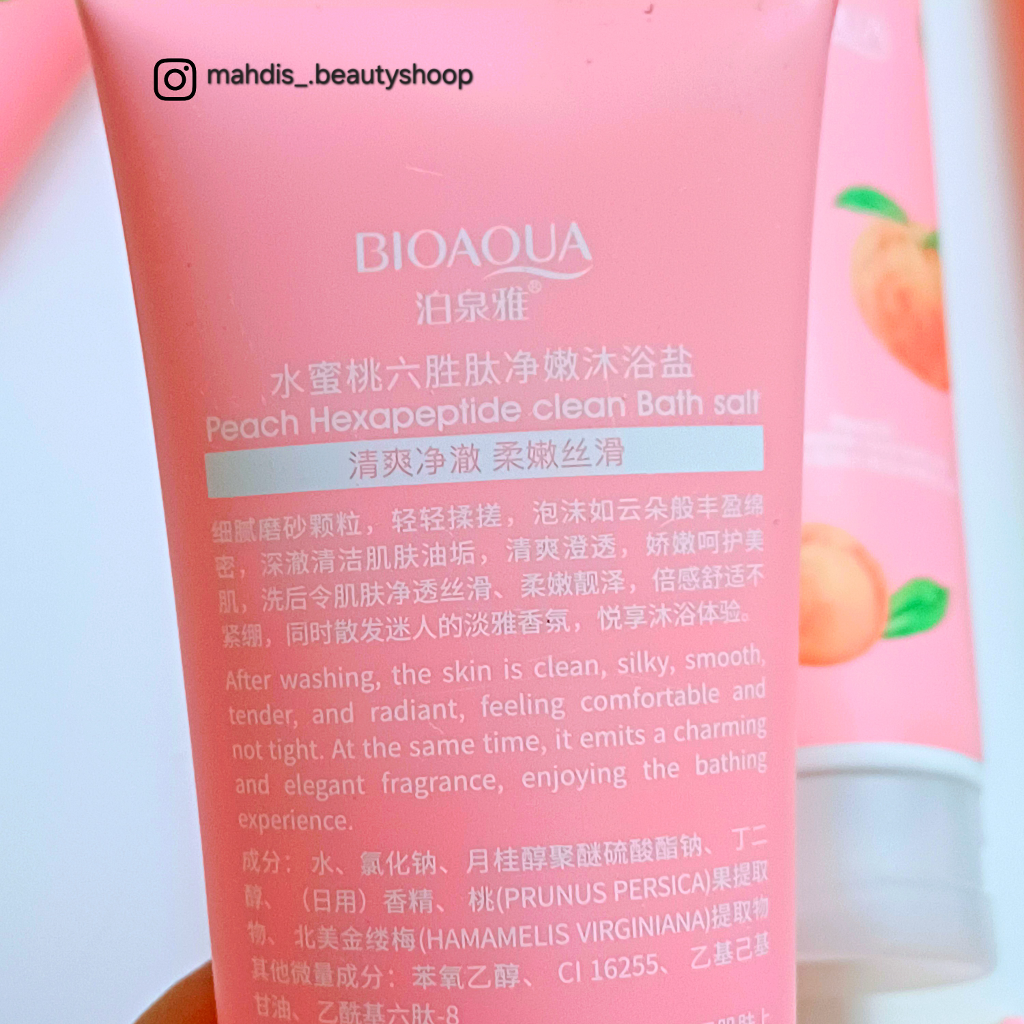 mahdis_.beautyshoop
BIOAQUA
泊泉雅®
水蜜桃六胜肽净嫩沐浴盐
Peach Hexapeptide clean Bath salt
清爽净澈 柔嫩丝滑
细腻磨砂颗粒，轻轻揉搓，泡沫如云朵般丰盈绵
密，深澈清洁肌肤油垢，清爽澄透，娇嫩呵护美
肌，洗后令肌肤净透丝滑、柔嫩靓泽，倍感舒适不
紧绷，同时散发迷人的淡雅香氛，悦享沐浴体验。
After washing, the skin is clean, silky, smooth,
tender, and radiant, feeling comfortable and
not tight. At the same time, it emits a charming
and elegant fragrance, enjoying the bathing
experience.
成分：水、氯化钠、月桂醇聚醚硫酸酯钠、丁二
醇、（日用）香精、桃(PRUNUS PERSICA)果提取
物、北美金缕梅(HAMAMELIS VIRGINIANA)提取物
其他微量成分：苯氧乙醇、CI 16255、乙基己基
甘油、乙酰基六肽-8
肌肤上